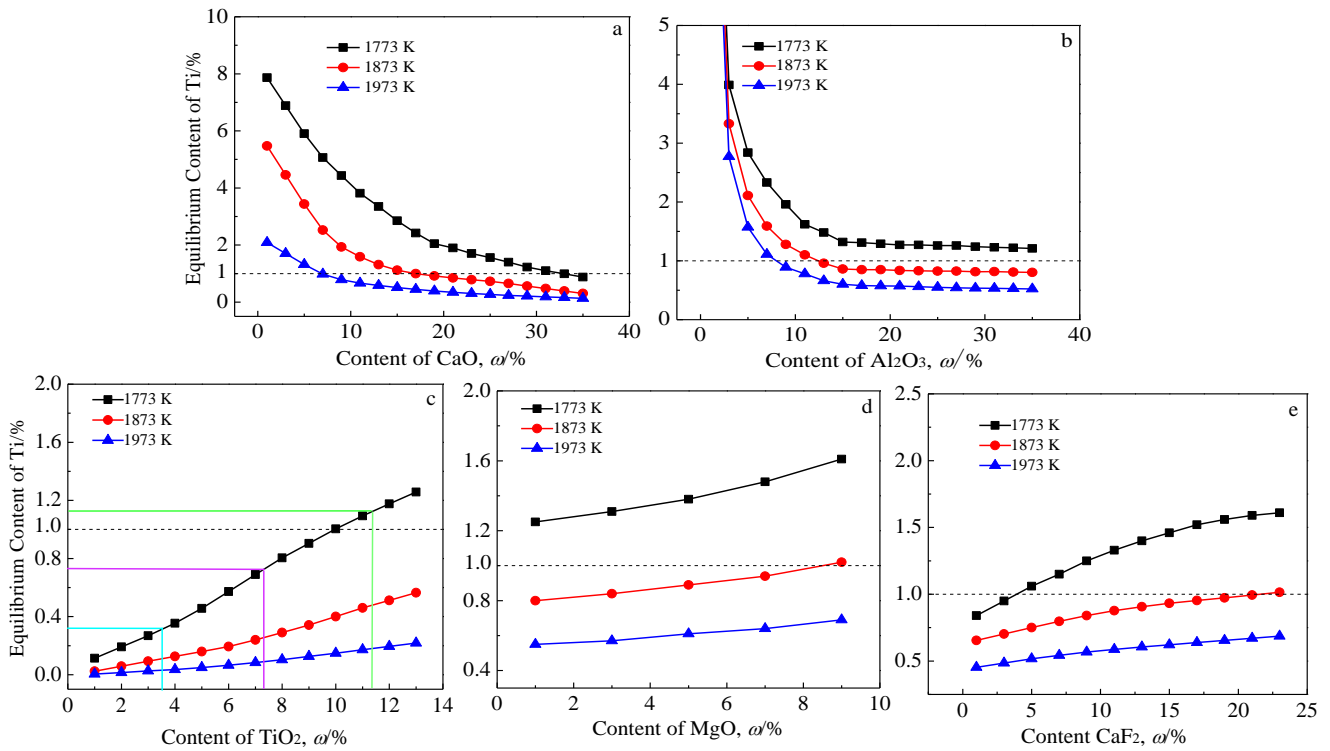 a
1773 K
1873 K
1973 K
Equilibrium Content of Ti/%
10
8
6
4
2
1
0
0 10 20 30 40
Content of CaO, ω/%
b
1773 K
1873 K
1973 K
5
4
3
2
1
0
0 10 20 30 40
Content of Al2O3, ω/%
c
1773 K
1873 K
1973 K
Equilibrium Content of Ti/%
2.0
1.6
1.2
1.0
0.8
0.4
0.0
0 2 4 6 8 10 12 14
Content of TiO2, ω/%
d
1773 K
1873 K
1973 K
2.0
1.6
1.2
1.0
0.8
0.4
0 2 4 6 8 10
Content of MgO, ω/%
e
1773 K
1873 K
1973 K
2.5
2.0
1.5
1.0
0.5
0 5 10 15 20 25
Content CaF2, ω/%